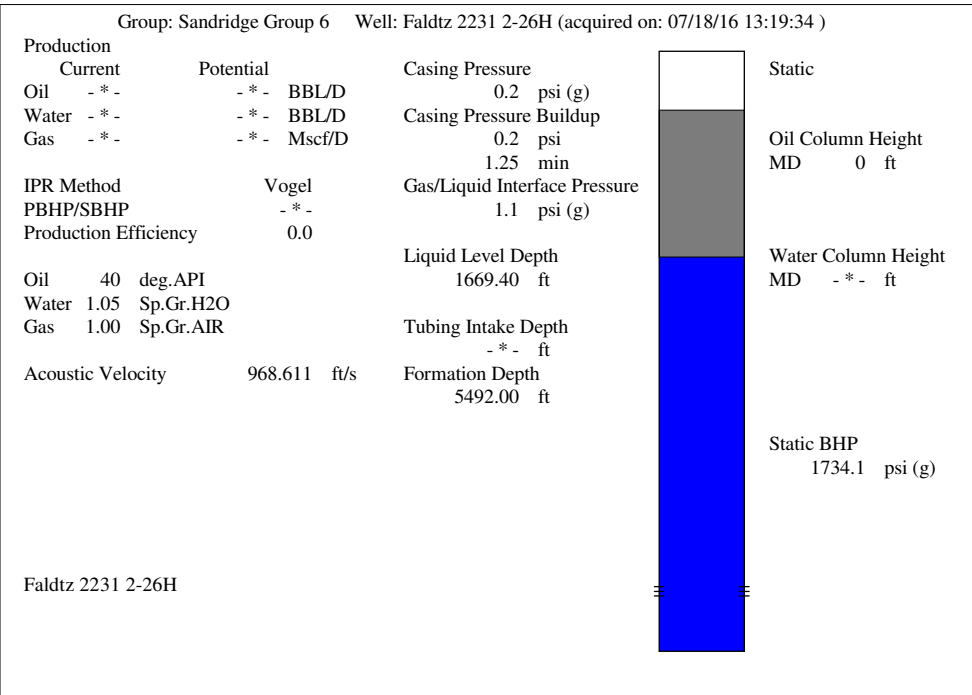 Group: Sandridge Group 6 Well: Faldtz 2231 2-26H (acquired on: 07/18/16 13:19:34 )
Production
Current Potential
Oil - * - - * - BBL/D
Water - * - - * - BBL/D
Gas - * - - * - Mscf/D
IPR Method Vogel
PBHP/SBHP - * -
Production Efficiency 0.0
Oil 40 deg.API
Water 1.05 Sp.Gr.H2O
Gas 1.00 Sp.Gr.AIR
Acoustic Velocity 968.611 ft/s
Faldtz 2231 2-26H
Casing Pressure
0.2 psi (g)
Casing Pressure Buildup
0.2 psi
1.25 min
Gas/Liquid Interface Pressure
1.1 psi (g)
Liquid Level Depth
1669.40 ft
Tubing Intake Depth
- * - ft
Formation Depth
5492.00 ft
Static
Oil Column Height
MD 0 ft
Water Column Height
MD - * - ft
Static BHP
1734.1 psi (g)